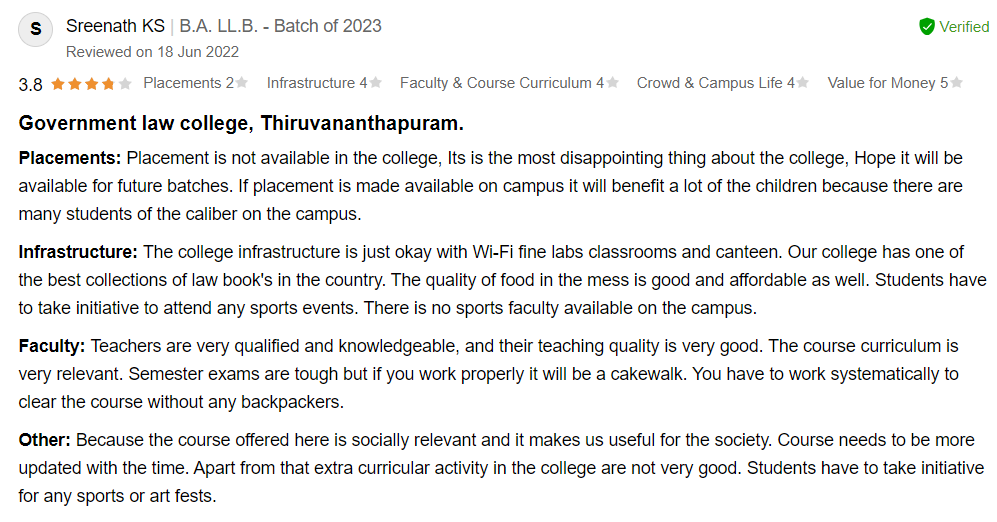 S
Sreenath KS | B.A. LL.B. - Batch of 2023
Verified
Reviewed on 18 Jun 2022
3.8 Placements 2 Infrastructure 4 Faculty & Course Curriculum 4 Crowd & Campus Life 4 Value for Money 5
Government law college, Thiruvananthapuram.
Placements: Placement is not available in the college, Its is the most disappointing thing about the college, Hope it will be
available for future batches. If placement is made available on campus it will benefit a lot of the children because there are
many students of the caliber on the campus.
Infrastructure: The college infrastructure is just okay with Wi-Fi fine labs classrooms and canteen. Our college has one of
the best collections of law book's in the country. The quality of food in the mess is good and affordable as well. Students have
to take initiative to attend any sports events. There is no sports faculty available on the campus.
Faculty: Teachers are very qualified and knowledgeable, and their teaching quality is very good. The course curriculum is
very relevant. Semester exams are tough but if you work properly it will be a cakewalk. You have to work systematically to
clear the course without any backpackers.
Other: Because the course offered here is socially relevant and it makes us useful for the society. Course needs to be more
updated with the time. Apart from that extra curricular activity in the college are not very good. Students have to take initiative
for any sports or art fests.